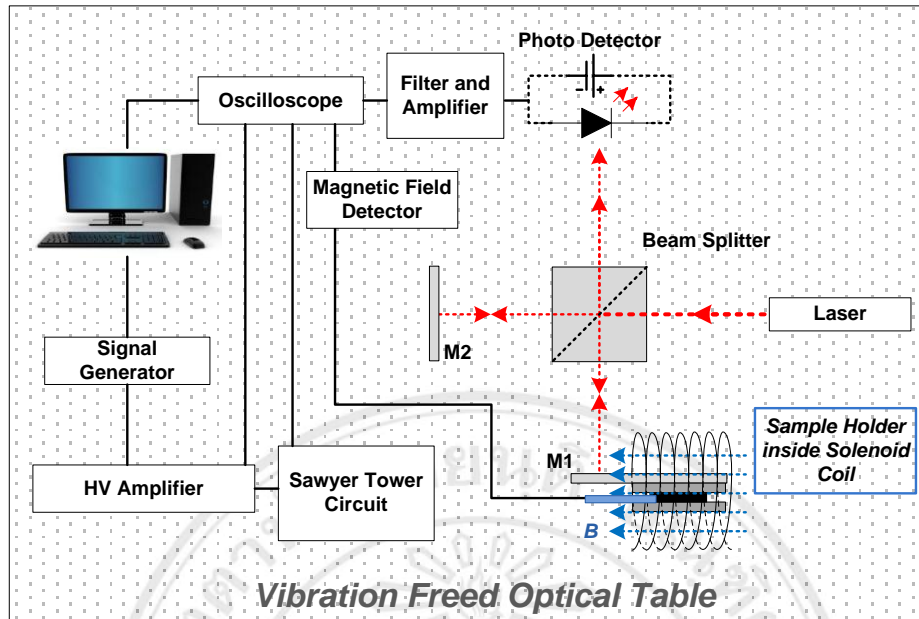 Photo Detector
Filter and
Amplifier
Oscilloscope
- +
Magnetic Field
Detector
Beam Splitter
Laser
M2
Signal
Generator
Sample Holder
inside Solenoid
Coil
M1
HV Amplifier
Sawyer Tower
Circuit
B
Vibration Freed Optical Table